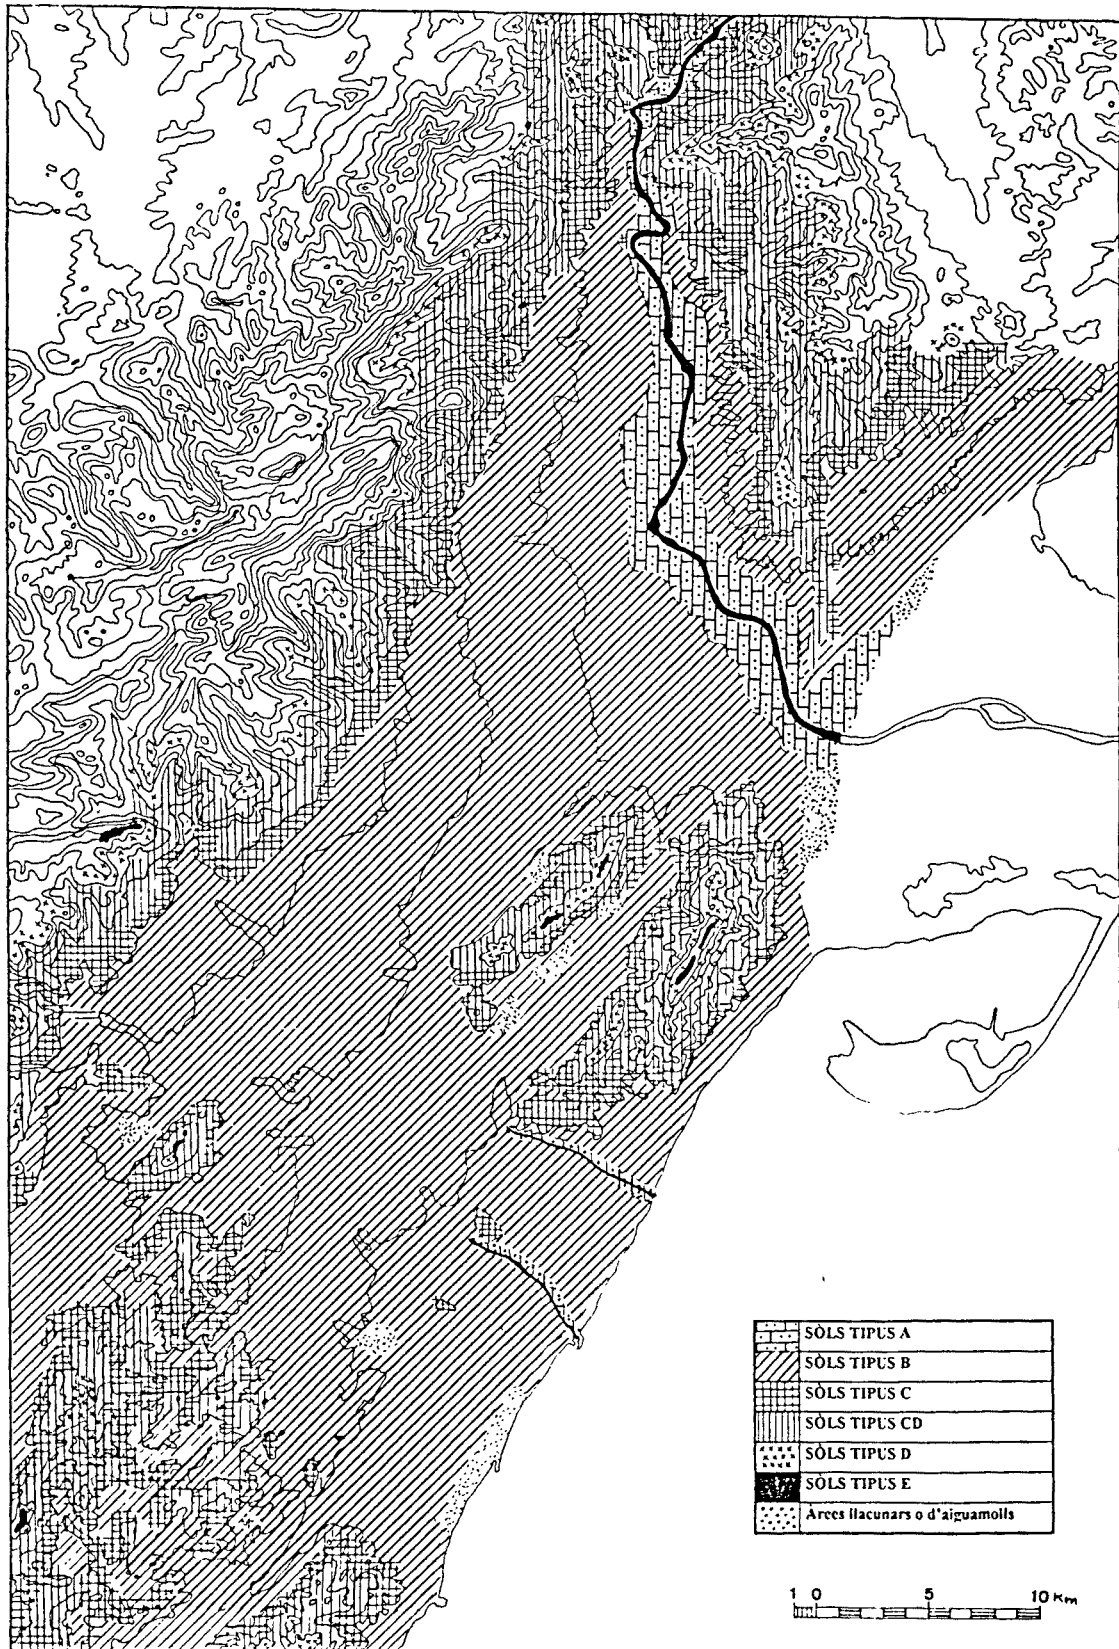 SÒLS TIPUS A
SÒLS TIPUS B
SÒLS TIPUS C
SÒLS TIPUS CD
SÒLS TIPUS D
SÒLS TIPUS E
Àrees llacunars o d'aiguamolls
1 0 5 10 Km